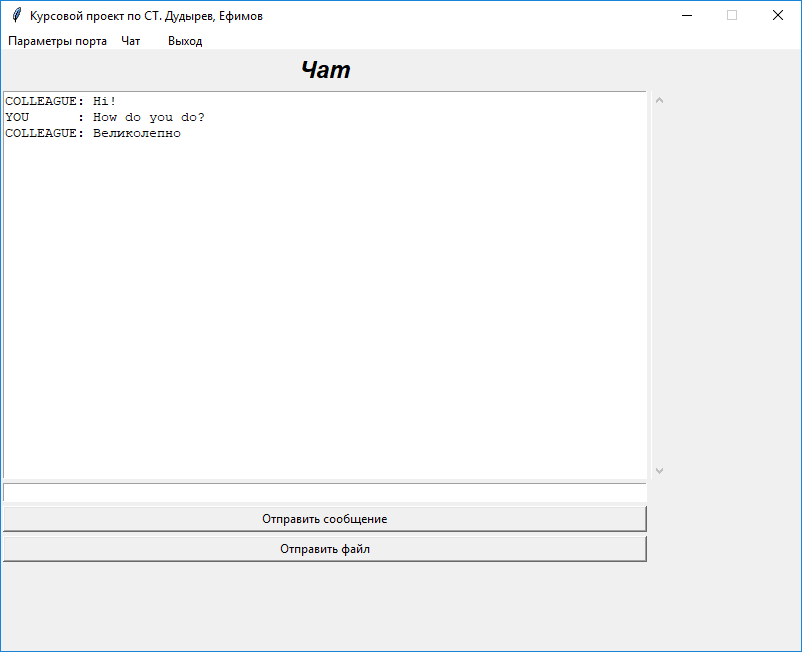 Курсовой проект по СТ. Дудырев, Ефимов
Параметры порта Чат Выход
Чат
COLLEAGUE: Hi!
YOU      : How do you do?
COLLEAGUE: Великолепно
Отправить сообщение
Отправить файл